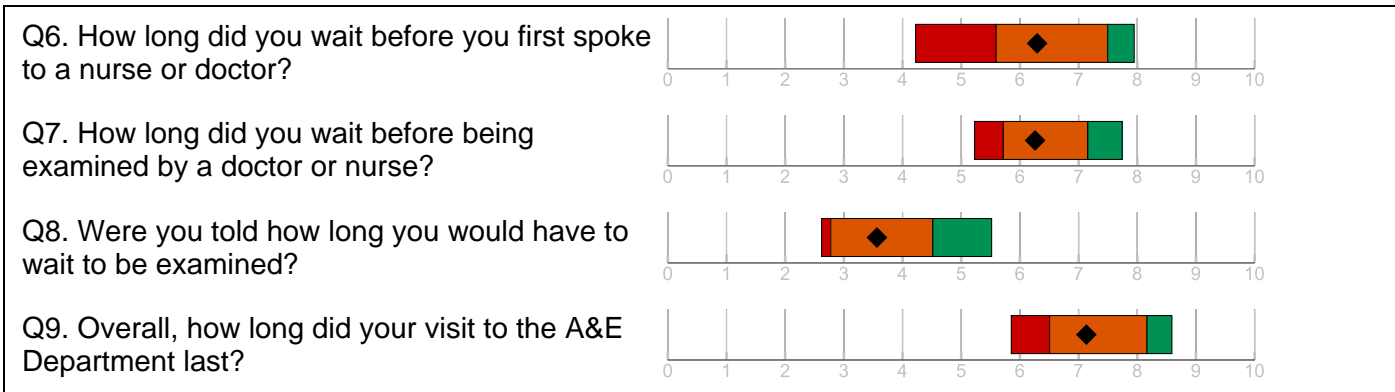 Q6. How long did you wait before you first spoke
to a nurse or doctor?
0 1 2 3 4 5 6 7 8 9 10
Q7. How long did you wait before being
examined by a doctor or nurse?
0 1 2 3 4 5 6 7 8 9 10
Q8. Were you told how long you would have to
wait to be examined?
0 1 2 3 4 5 6 7 8 9 10
Q9. Overall, how long did your visit to the A&E
Department last?
0 1 2 3 4 5 6 7 8 9 10